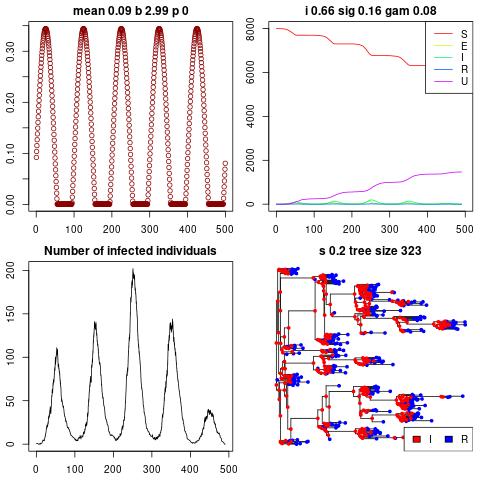 mean 0.09 b 2.99 p 0
0.00 0.10 0.20 0.30
0 100 200 300 400 500
i 0.66 sig 0.16 gam 0.08
0 2000 4000 6000 8000
0 100 200 300 400 500
S
E
I
R
U
Number of infected individuals
0 50 100 150 200
0 100 200 300 400 500
s 0.2 tree size 323
I R